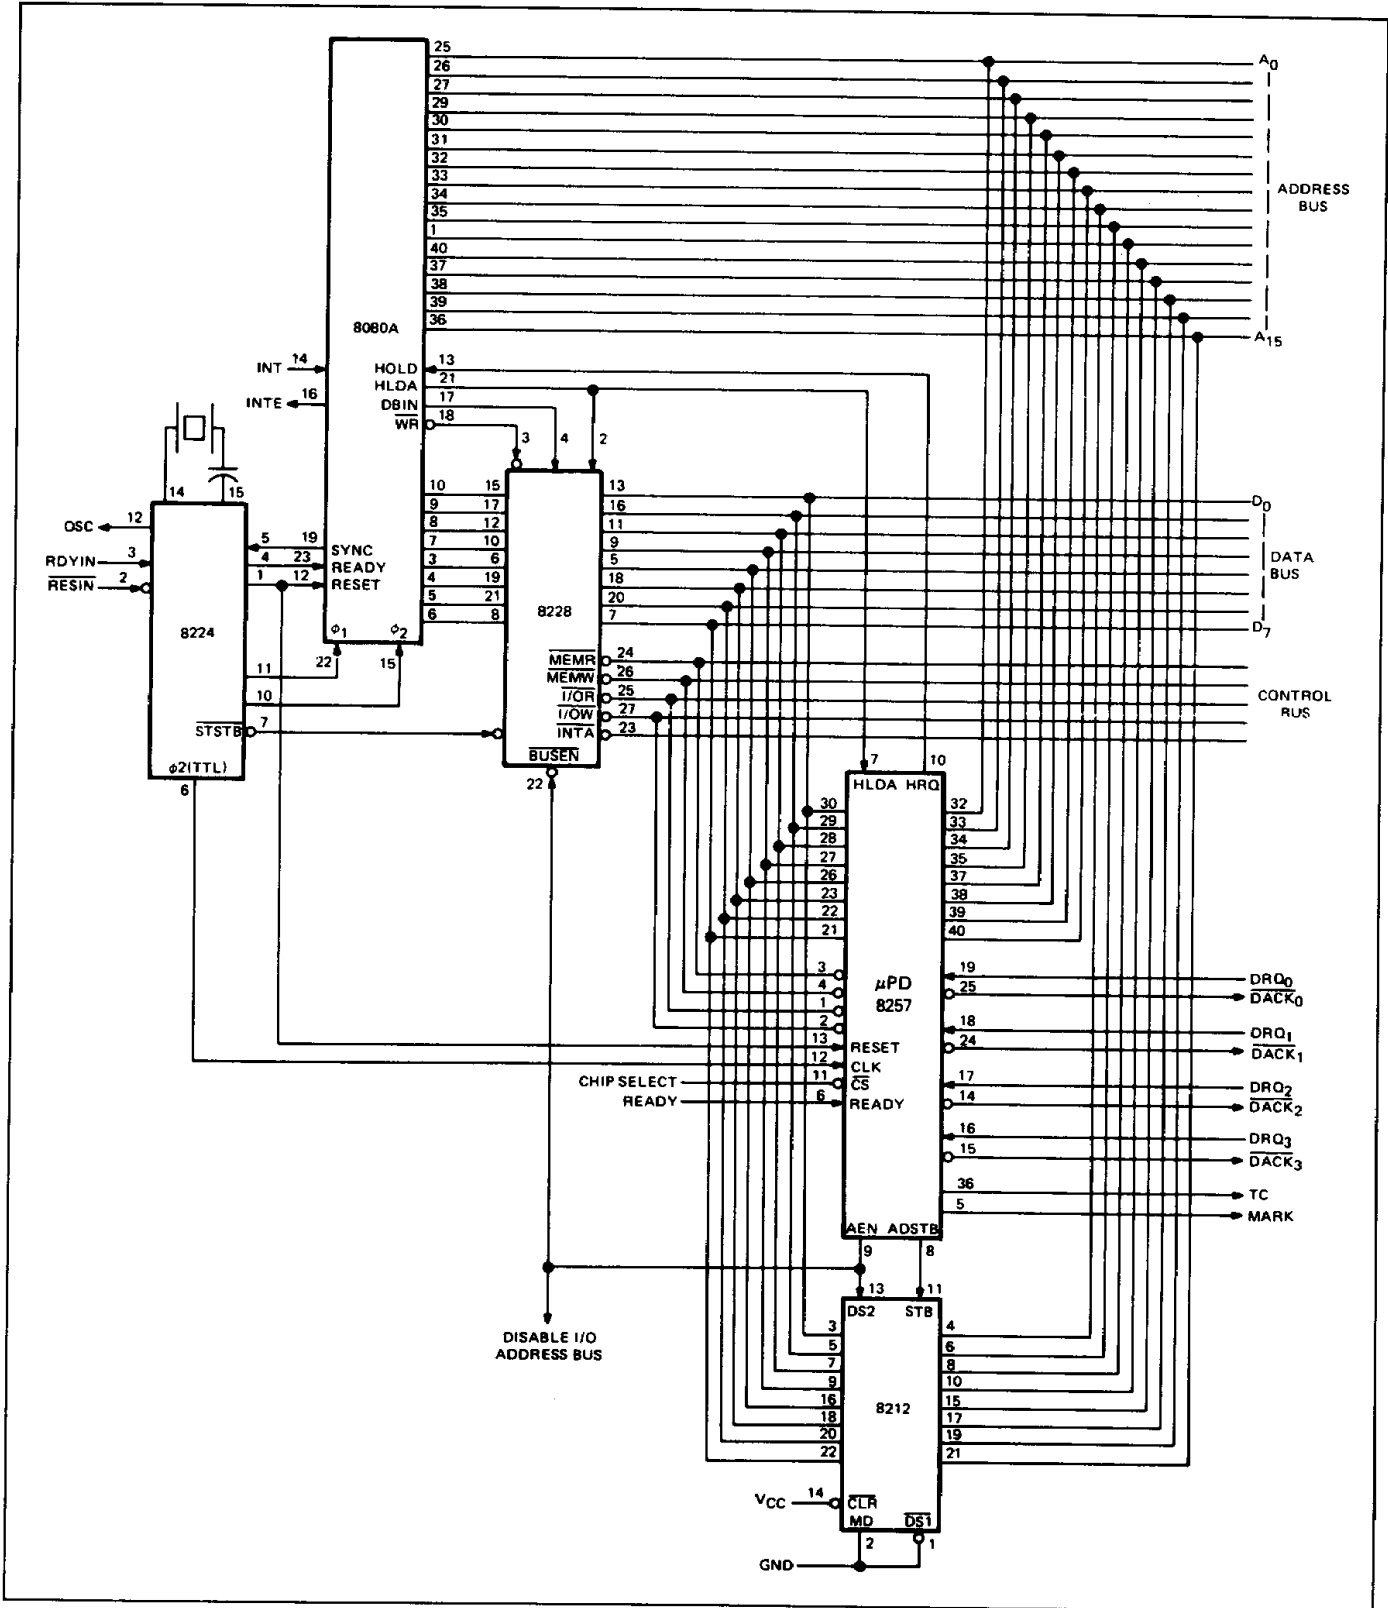 25
26
27
29
30
31
32
33
34
35
1
40
37
38
39
36
A0
ADDRESS
BUS
A15
8080A
INT 14
INTE 16
HOLD 13
HLDA 21
DBIN 17
WR 18
3 4 2
14 15
OSC 12
RDYIN 3
RESIN 2
8224
5 19 SYNC
4 23 READY
1 12 RESET
φ1 φ2
22 15
11
10
STSTB 7
φ2(TTL)
6
10 15
9 17
8 12
7 10
3 6
4 19
5 21
6 8
8228
13
16
11
9
5
18
20
7
D0
DATA
BUS
D7
MEMR 24
MEMW 26
I/OR 25
I/OW 27
INTA 23
BUSEN
22
CONTROL
BUS
7 10
HLDA HRQ
30 32
29 33
28 34
27 35
26 37
23 38
22 39
21 40
μPD
8257
3
4
1
2
13 RESET
12 CLK
CHIP SELECT 11 CS
READY 6 READY
19 DRQ0
25 DACK0
18 DRQ1
24 DACK1
17 DRQ2
14 DACK2
16 DRQ3
15 DACK3
36 TC
5 MARK
AEN ADSTB
9 8
13 11
DS2 STB
DISABLE I/O
ADDRESS BUS
3 4
5 6
7 8
9 10
16 15
18 17
20 19
22 21
8212
VCC 14 CLR
MD DS1
2 1
GND